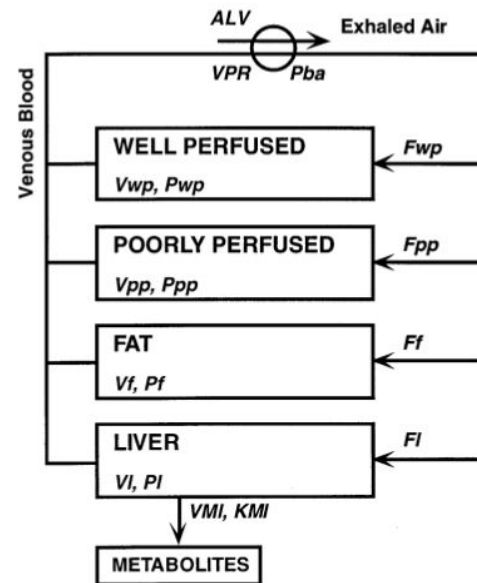 ALV
Exhaled Air
VPR Pba
Venous Blood
WELL PERFUSED
Vwp, Pwp
Fwp
POORLY PERFUSED
Vpp, Ppp
Fpp
FAT
Vf, Pf
Ff
LIVER
Vl, Pl
Fl
VMl, KMl
METABOLITES